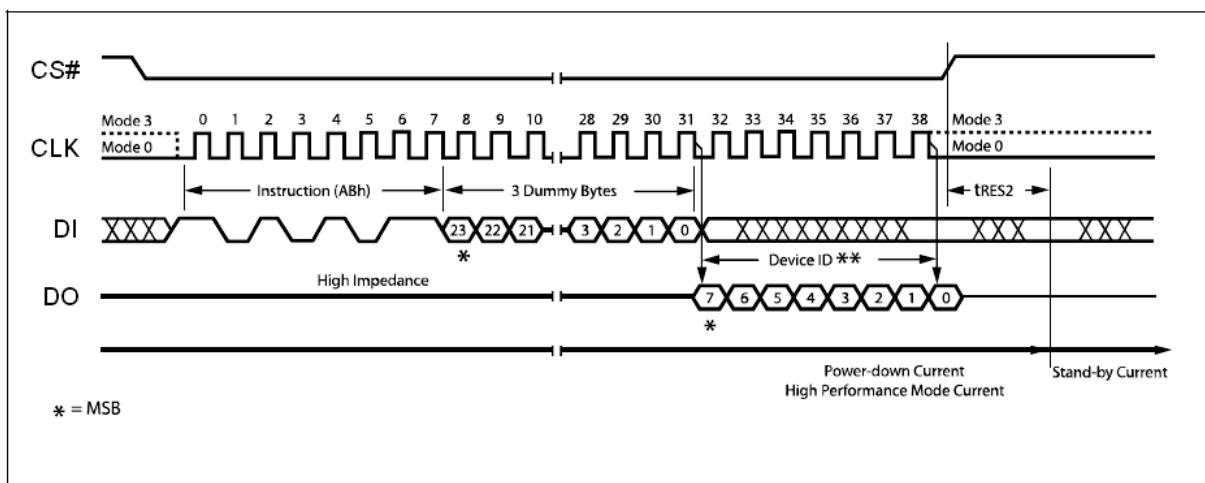 CS#
Mode 3 0 1 2 3 4 5 6 7 8 9 10 28 29 30 31 32 33 34 35 36 37 38 Mode 3
CLK Mode 0 Mode 0
Instruction (ABh) 3 Dummy Bytes tRES2
DI 23 22 21 3 2 1 0
* Device ID **
High Impedance
DO 7 6 5 4 3 2 1 0
*
Power-down Current Stand-by Current
High Performance Mode Current
* = MSB